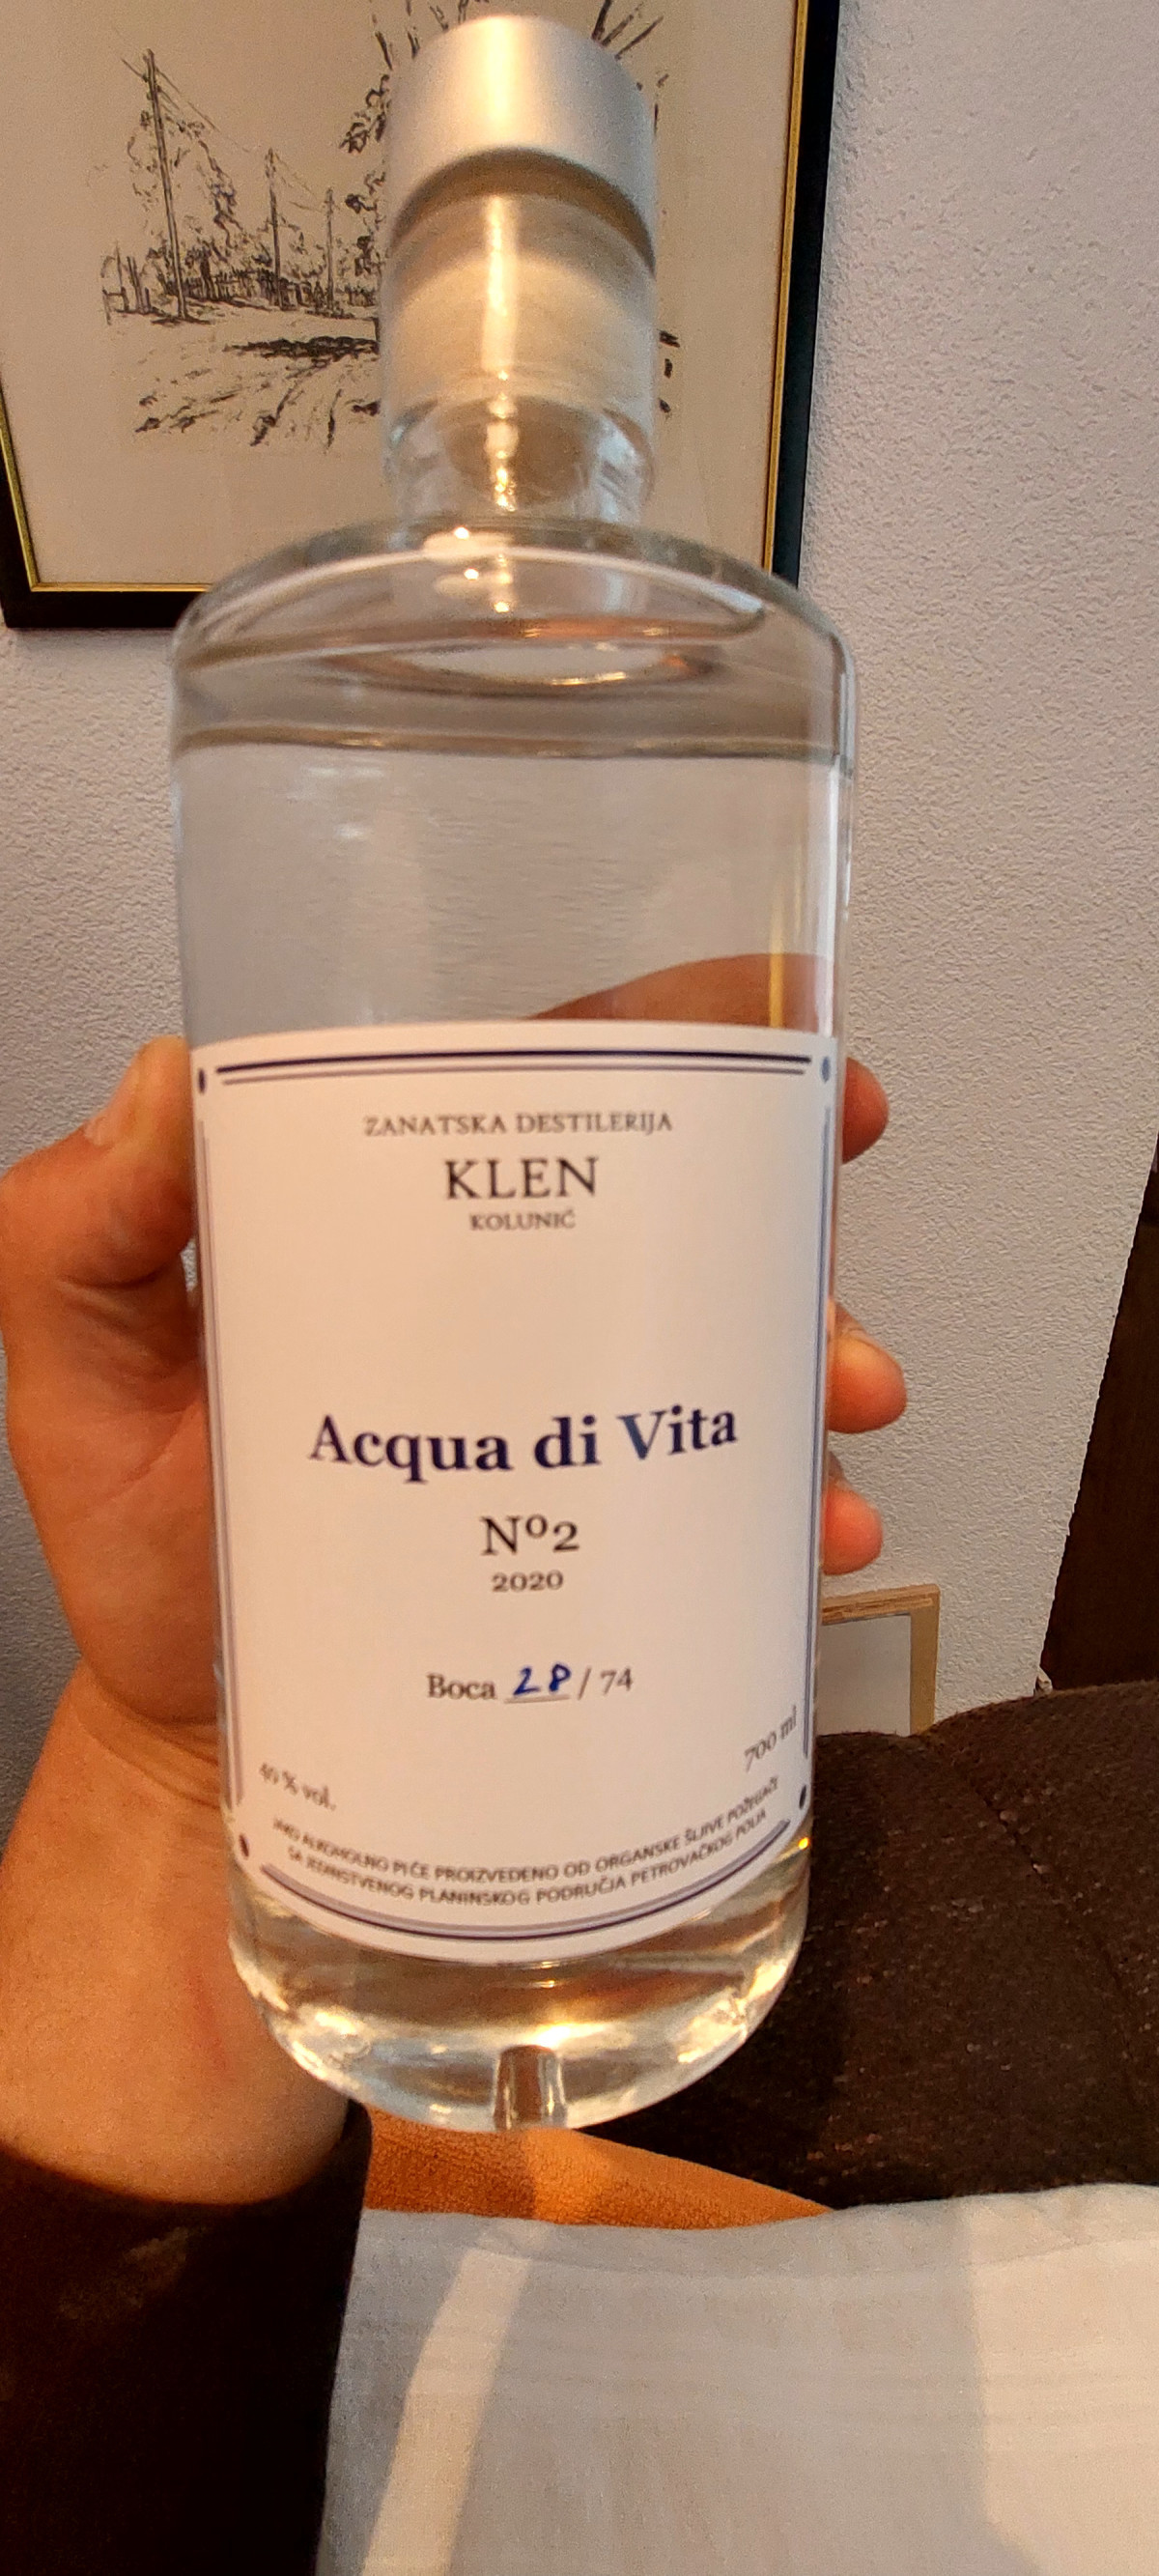 ZANATSKA DESTILERIJA
KLEN
KOLUNIĆ
Acqua di Vita
Nº2
2020
Boca 28 / 74
40 % vol.
700 ml
ALKOHOLNO PIĆE PROIZVEDENO OD ORGANSKE ŠLJIVE POŽEGAČE
SA JEDINSTVENOG PLANINSKOG PODRUČJA PETROVAČKOG POLJA